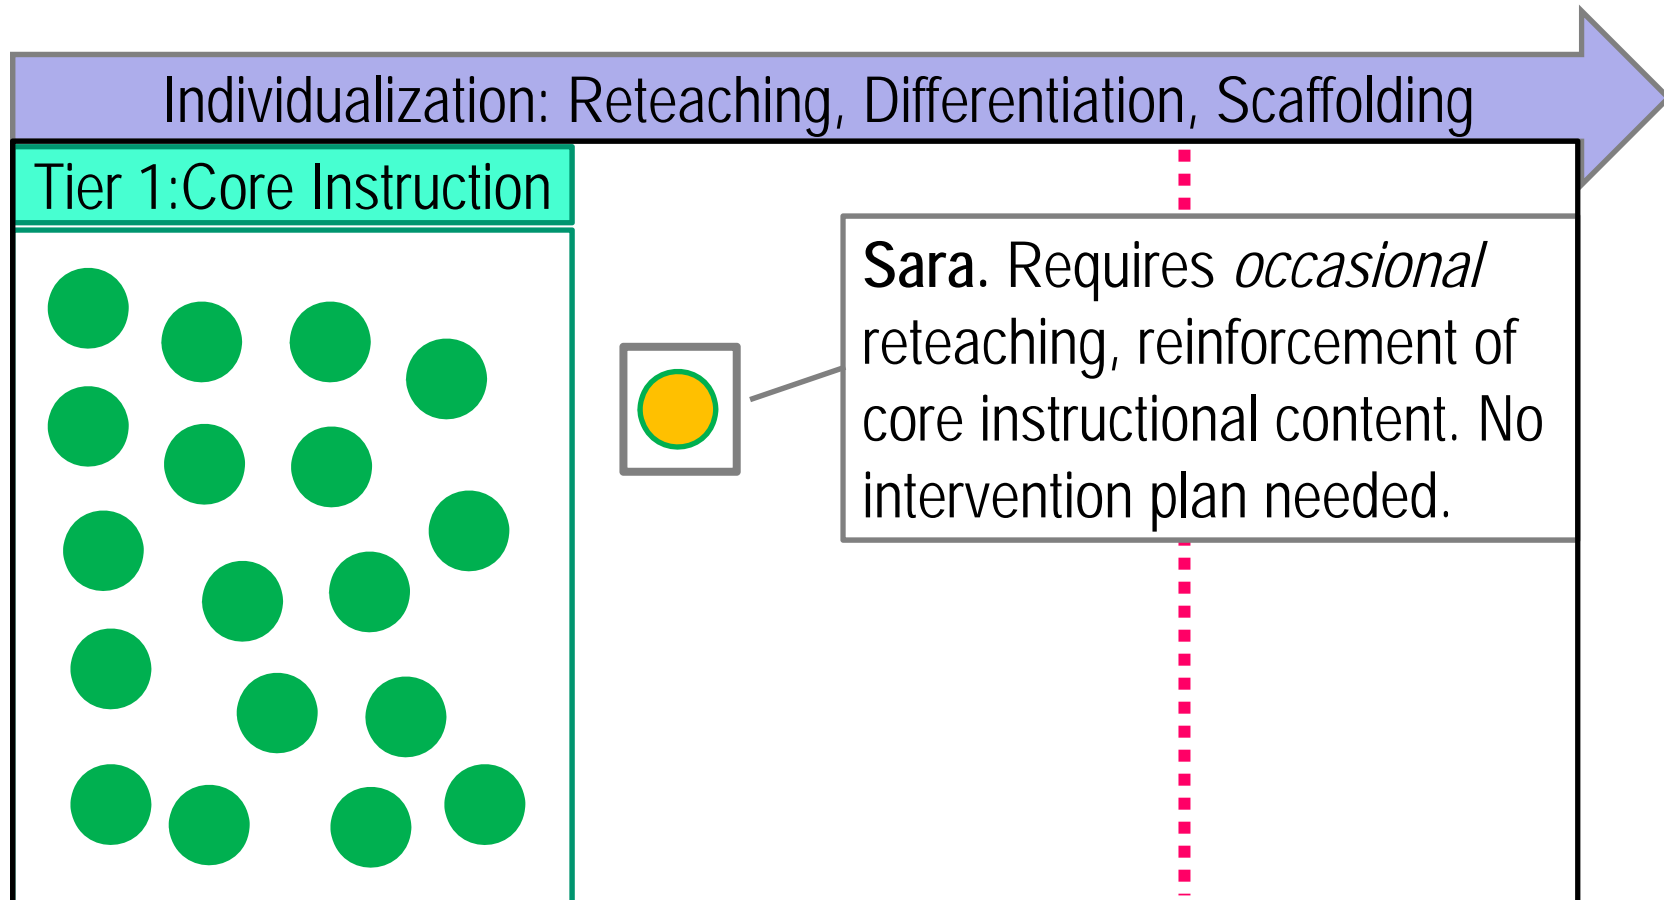 Individualization: Reteaching, Differentiation, Scaffolding
Tier 1:Core Instruction
Sara. Requires occasional
reteaching, reinforcement of
core instructional content. No
intervention plan needed.